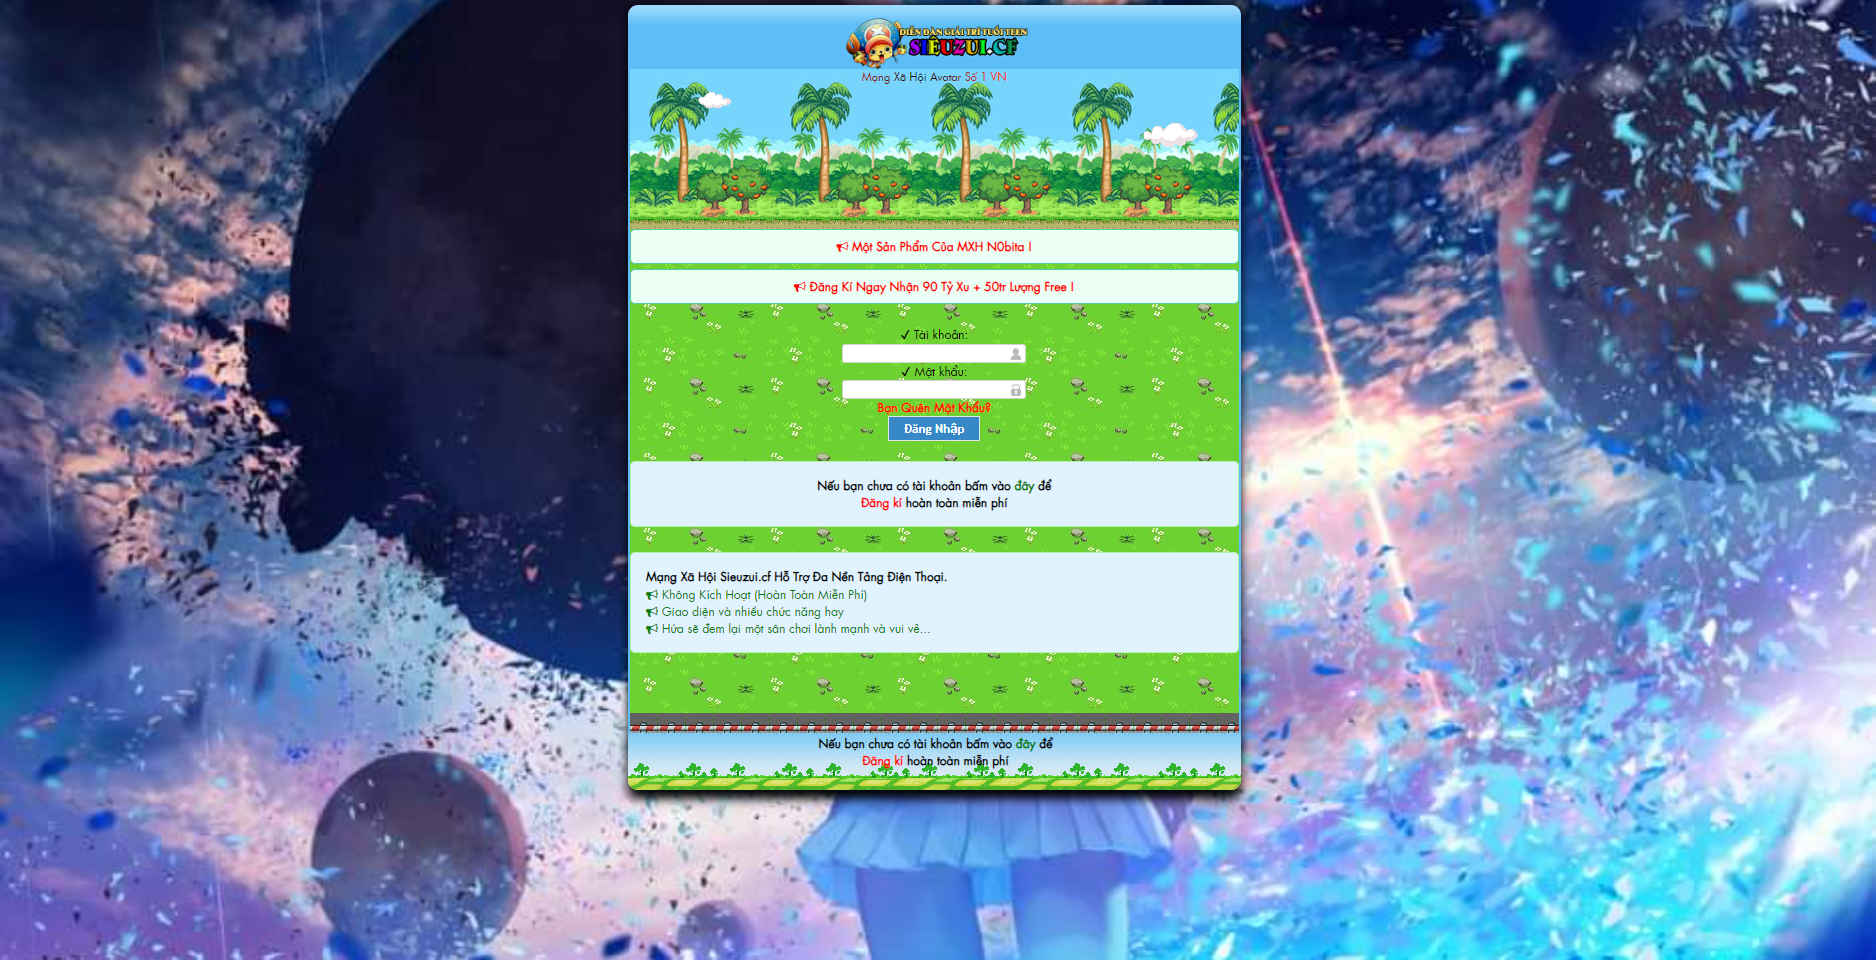 DIỄN ĐÀN GIẢI TRÍ TUỔI TEEN
SIÊUZUI.CF
Mạng Xã Hội Avatar Số 1 VN
Một Sản Phẩm Của MXH N0bita !
Đăng Kí Ngay Nhận 90 Tỷ Xu + 50tr Lượng Free !
✓ Tài khoản:
✓ Mật khẩu:
Bạn Quên Mật Khẩu?
Đăng Nhập
Nếu bạn chưa có tài khoản bấm vào đây để
Đăng kí hoàn toàn miễn phí
Mạng Xã Hội Sieuzui.cf Hỗ Trợ Đa Nền Tảng Điện Thoại.
Không Kích Hoạt (Hoàn Toàn Miễn Phí)
Giao diện và nhiều chức năng hay
Hứa sẽ đem lại một sân chơi lành mạnh và vui vẻ...
Nếu bạn chưa có tài khoản bấm vào đây để
Đăng kí hoàn toàn miễn phí